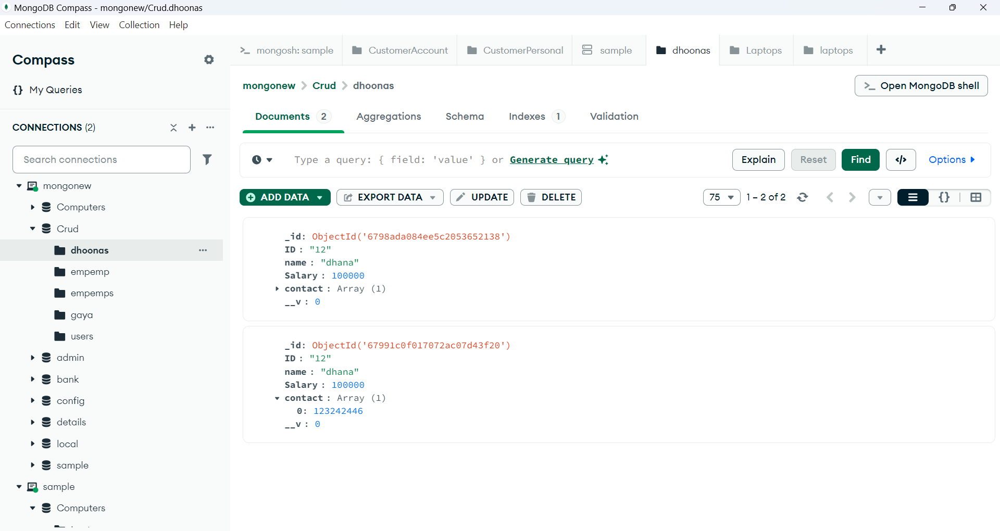 MongoDB Compass - mongonew/Crud.dhoonas
Connections Edit View Collection Help
Compass
My Queries
CONNECTIONS (2)
Search connections
mongonew
Computers
Crud
dhoonas
empemp
empemps
gaya
users
admin
bank
config
details
local
sample
sample
Computers
mongosh: sample CustomerAccount CustomerPersonal sample dhoonas Laptops laptops
mongonew > Crud > dhoonas
>_ Open MongoDB shell
Documents 2 Aggregations Schema Indexes 1 Validation
Type a query: { field: 'value' } or Generate query
Explain Reset Find </> Options
ADD DATA EXPORT DATA UPDATE DELETE
75 1 – 2 of 2 {}
_id: ObjectId('6798ada084ee5c2053652138')
ID : "12"
name : "dhana"
Salary : 100000
contact : Array (1)
__v : 0
_id: ObjectId('67991c0f017072ac07d43f20')
ID : "12"
name : "dhana"
Salary : 100000
contact : Array (1)
0: 123242446
__v : 0